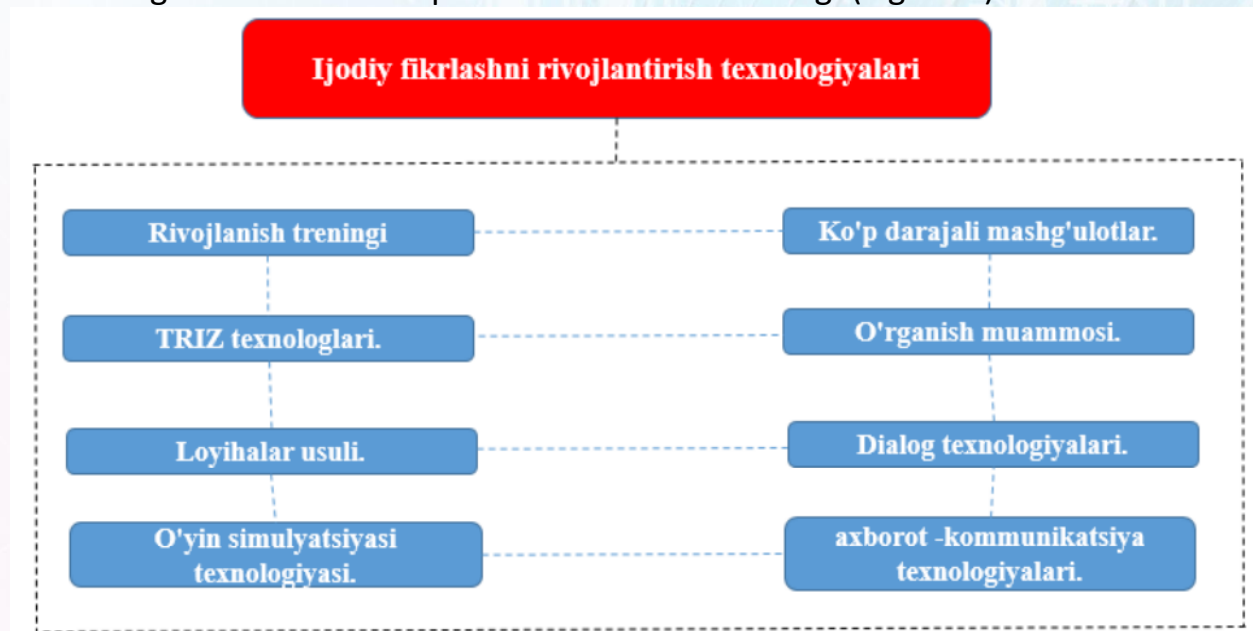 Ijodiy fikrlashni rivojlantirish texnologiyalari
Rivojlanish treningi
Ko'p darajali mashg'ulotlar.
TRIZ texnologlari.
O'rganish muammosi.
Loyihalar usuli.
Dialog texnologiyalari.
O'yin simulyatsiyasi
texnologiyasi.
axborot -kommunikatsiya
texnologiyalari.